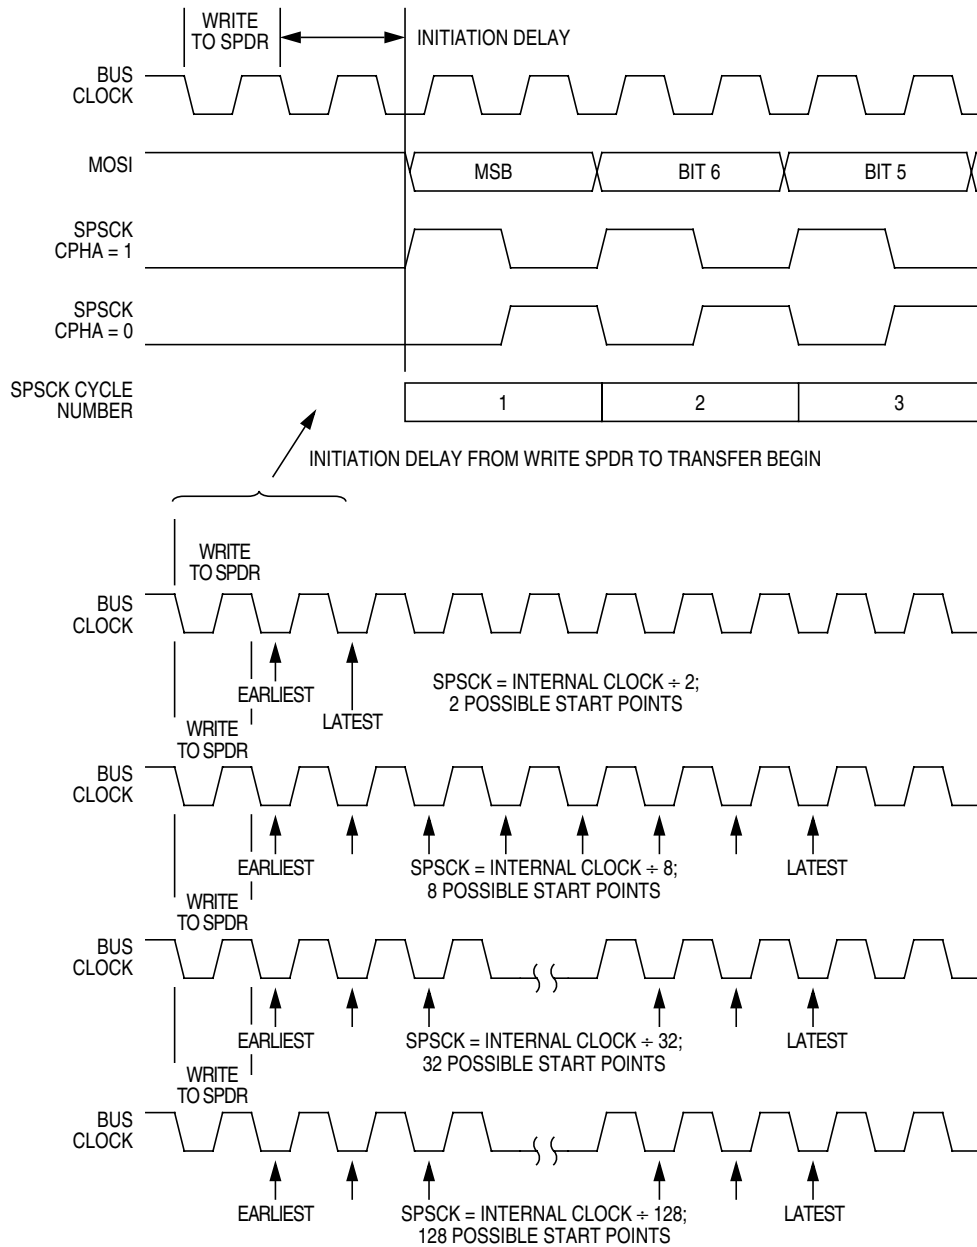 WRITE
TO SPDR
INITIATION DELAY
BUS
CLOCK
MOSI
MSB
BIT 6
BIT 5
SPSCK
CPHA = 1
SPSCK
CPHA = 0
SPSCK CYCLE
NUMBER
1
2
3
INITIATION DELAY FROM WRITE SPDR TO TRANSFER BEGIN
WRITE
TO SPDR
BUS
CLOCK
EARLIEST
LATEST
SPSCK = INTERNAL CLOCK ÷ 2;
2 POSSIBLE START POINTS
WRITE
TO SPDR
BUS
CLOCK
EARLIEST
SPSCK = INTERNAL CLOCK ÷ 8;
8 POSSIBLE START POINTS
LATEST
WRITE
TO SPDR
BUS
CLOCK
EARLIEST
SPSCK = INTERNAL CLOCK ÷ 32;
32 POSSIBLE START POINTS
LATEST
WRITE
TO SPDR
BUS
CLOCK
EARLIEST
SPSCK = INTERNAL CLOCK ÷ 128;
128 POSSIBLE START POINTS
LATEST